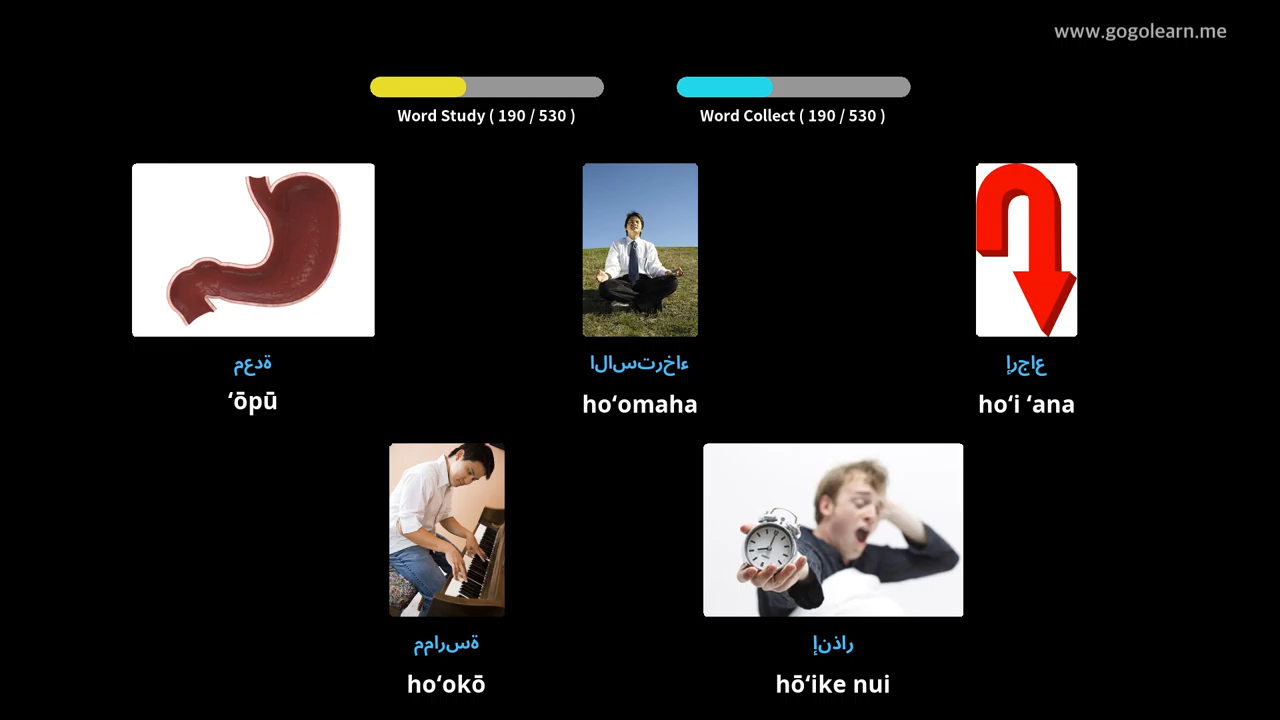 www.gogolearn.me
Word Study ( 190 / 530 )
Word Collect ( 190 / 530 )
معدة
الاسترخاء
إرجاع
ʻōpū
hoʻomaha
hoʻi ʻana
ممارسة
إنذار
hoʻokō
hōʻike nui